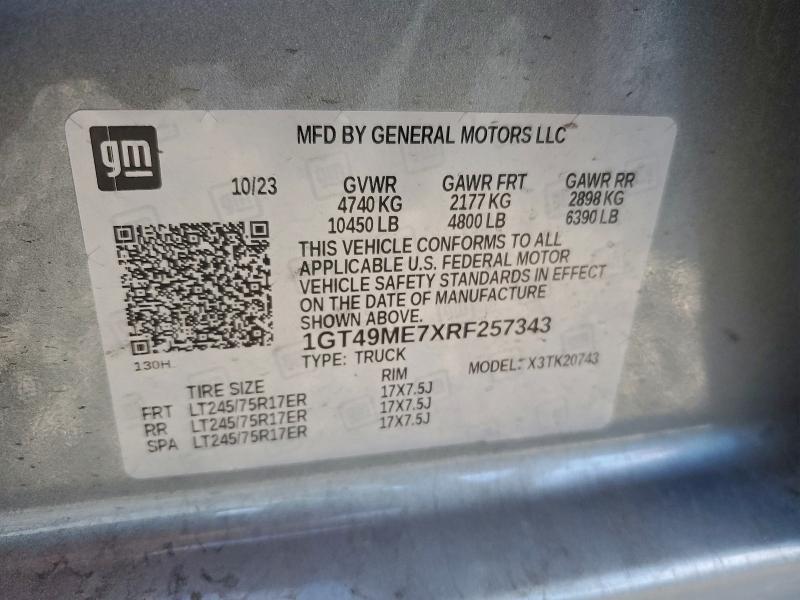 gm
MFD BY GENERAL MOTORS LLC
10/23 GVWR GAWR FRT GAWR RR
4740 KG 2177 KG 2898 KG
10450 LB 4800 LB 6390 LB
THIS VEHICLE CONFORMS TO ALL
APPLICABLE U.S. FEDERAL MOTOR
VEHICLE SAFETY STANDARDS IN EFFECT
ON THE DATE OF MANUFACTURE
SHOWN ABOVE.
1GT49ME7XRF257343
130H
TYPE: TRUCK MODEL: X3TK20743
TIRE SIZE RIM
FRT LT245/75R17ER 17X7.5J
RR LT245/75R17ER 17X7.5J
SPA LT245/75R17ER 17X7.5J